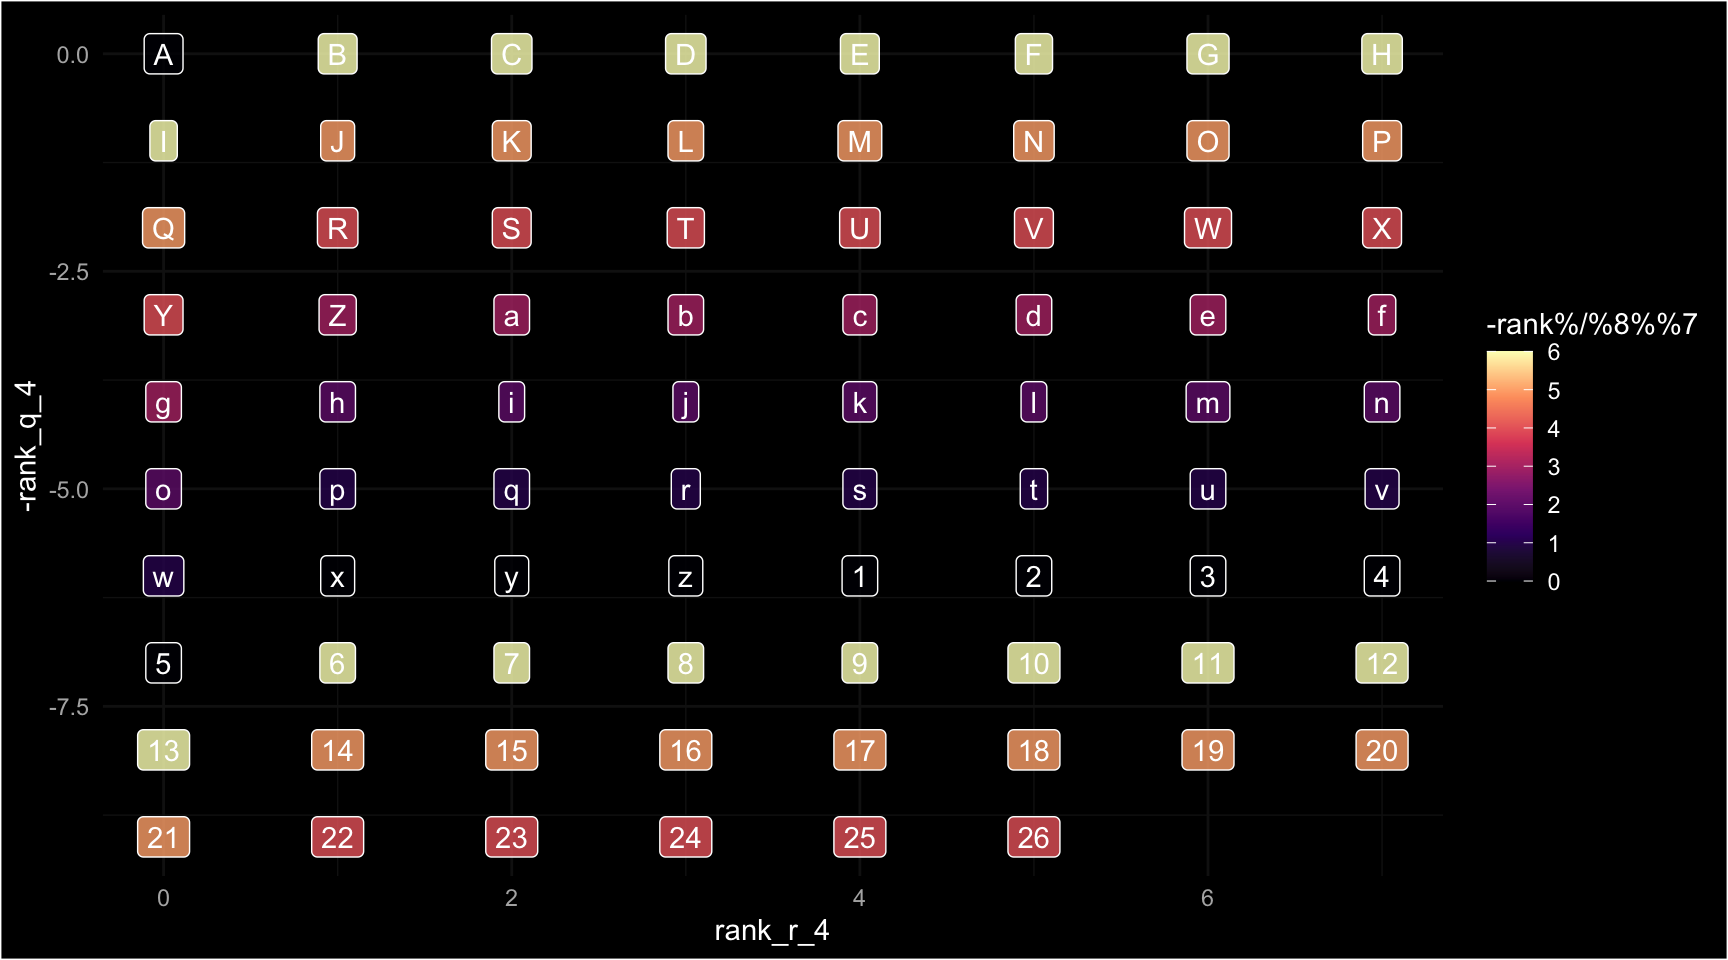 0.0 A B C D E F G H
I J K L M N O P
Q R S T U V W X
-2.5
Y Z a b c d e f
-rank%/%8%%7
6
5
4
3
2
1
0
g h i j k l m n
-rank_q_4
-5.0 o p q r s t u v
w x y z 1 2 3 4
5 6 7 8 9 10 11 12
-7.5
13 14 15 16 17 18 19 20
21 22 23 24 25 26
0 2 4 6
rank_r_4